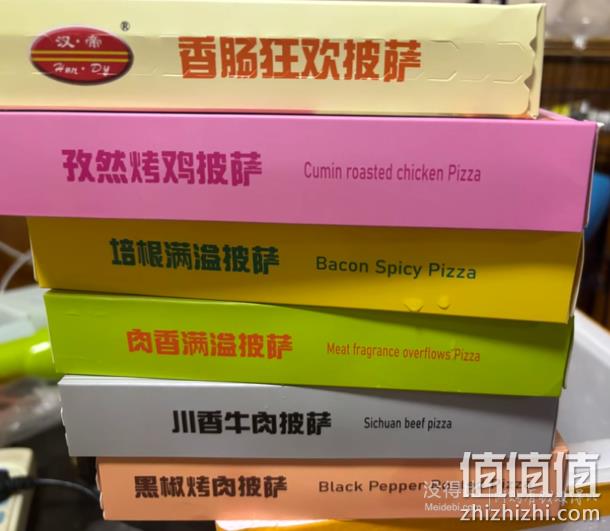 汉·帝®
Han·Dy
香肠狂欢披萨
孜然烤鸡披萨 Cumin roasted chicken Pizza
培根满溢披萨 Bacon Spicy Pizza
肉香满溢披萨 Meat fragrance overflows Pizza
川香牛肉披萨 Sichuan beef pizza
黑椒烤肉披萨 Black Pepper
没得
Meidebi
值值值
zhizhizhi.com